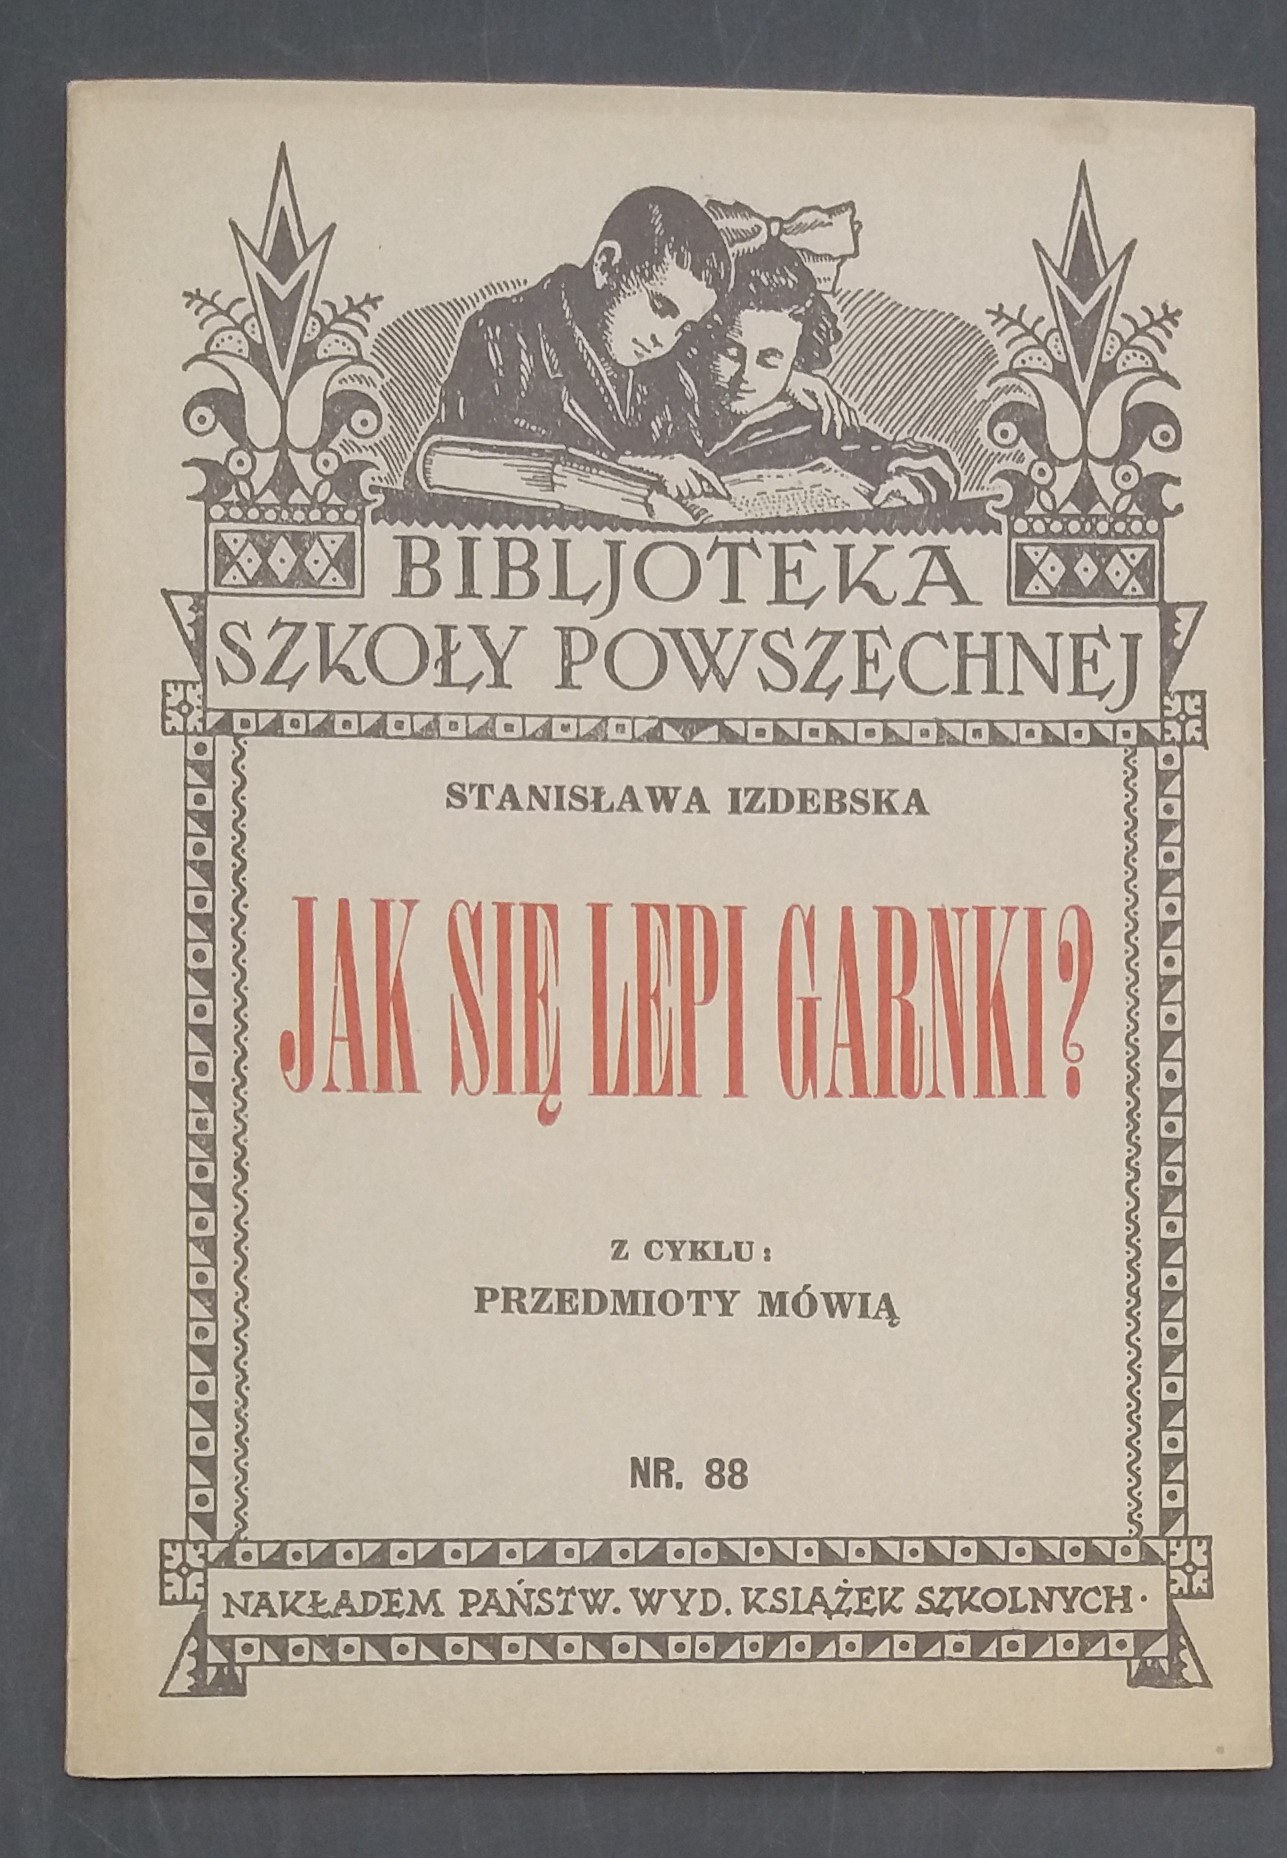 BIBLJOTEKA
SZKOŁY POWSZECHNEJ
STANISŁAWA IZDEBSKA
JAK SIĘ LEPI GARNKI?
Z CYKLU:
PRZEDMIOTY MÓWIĄ
NR. 88
NAKŁADEM PAŃSTW. WYD. KSIĄŻEK SZKOLNYCH.